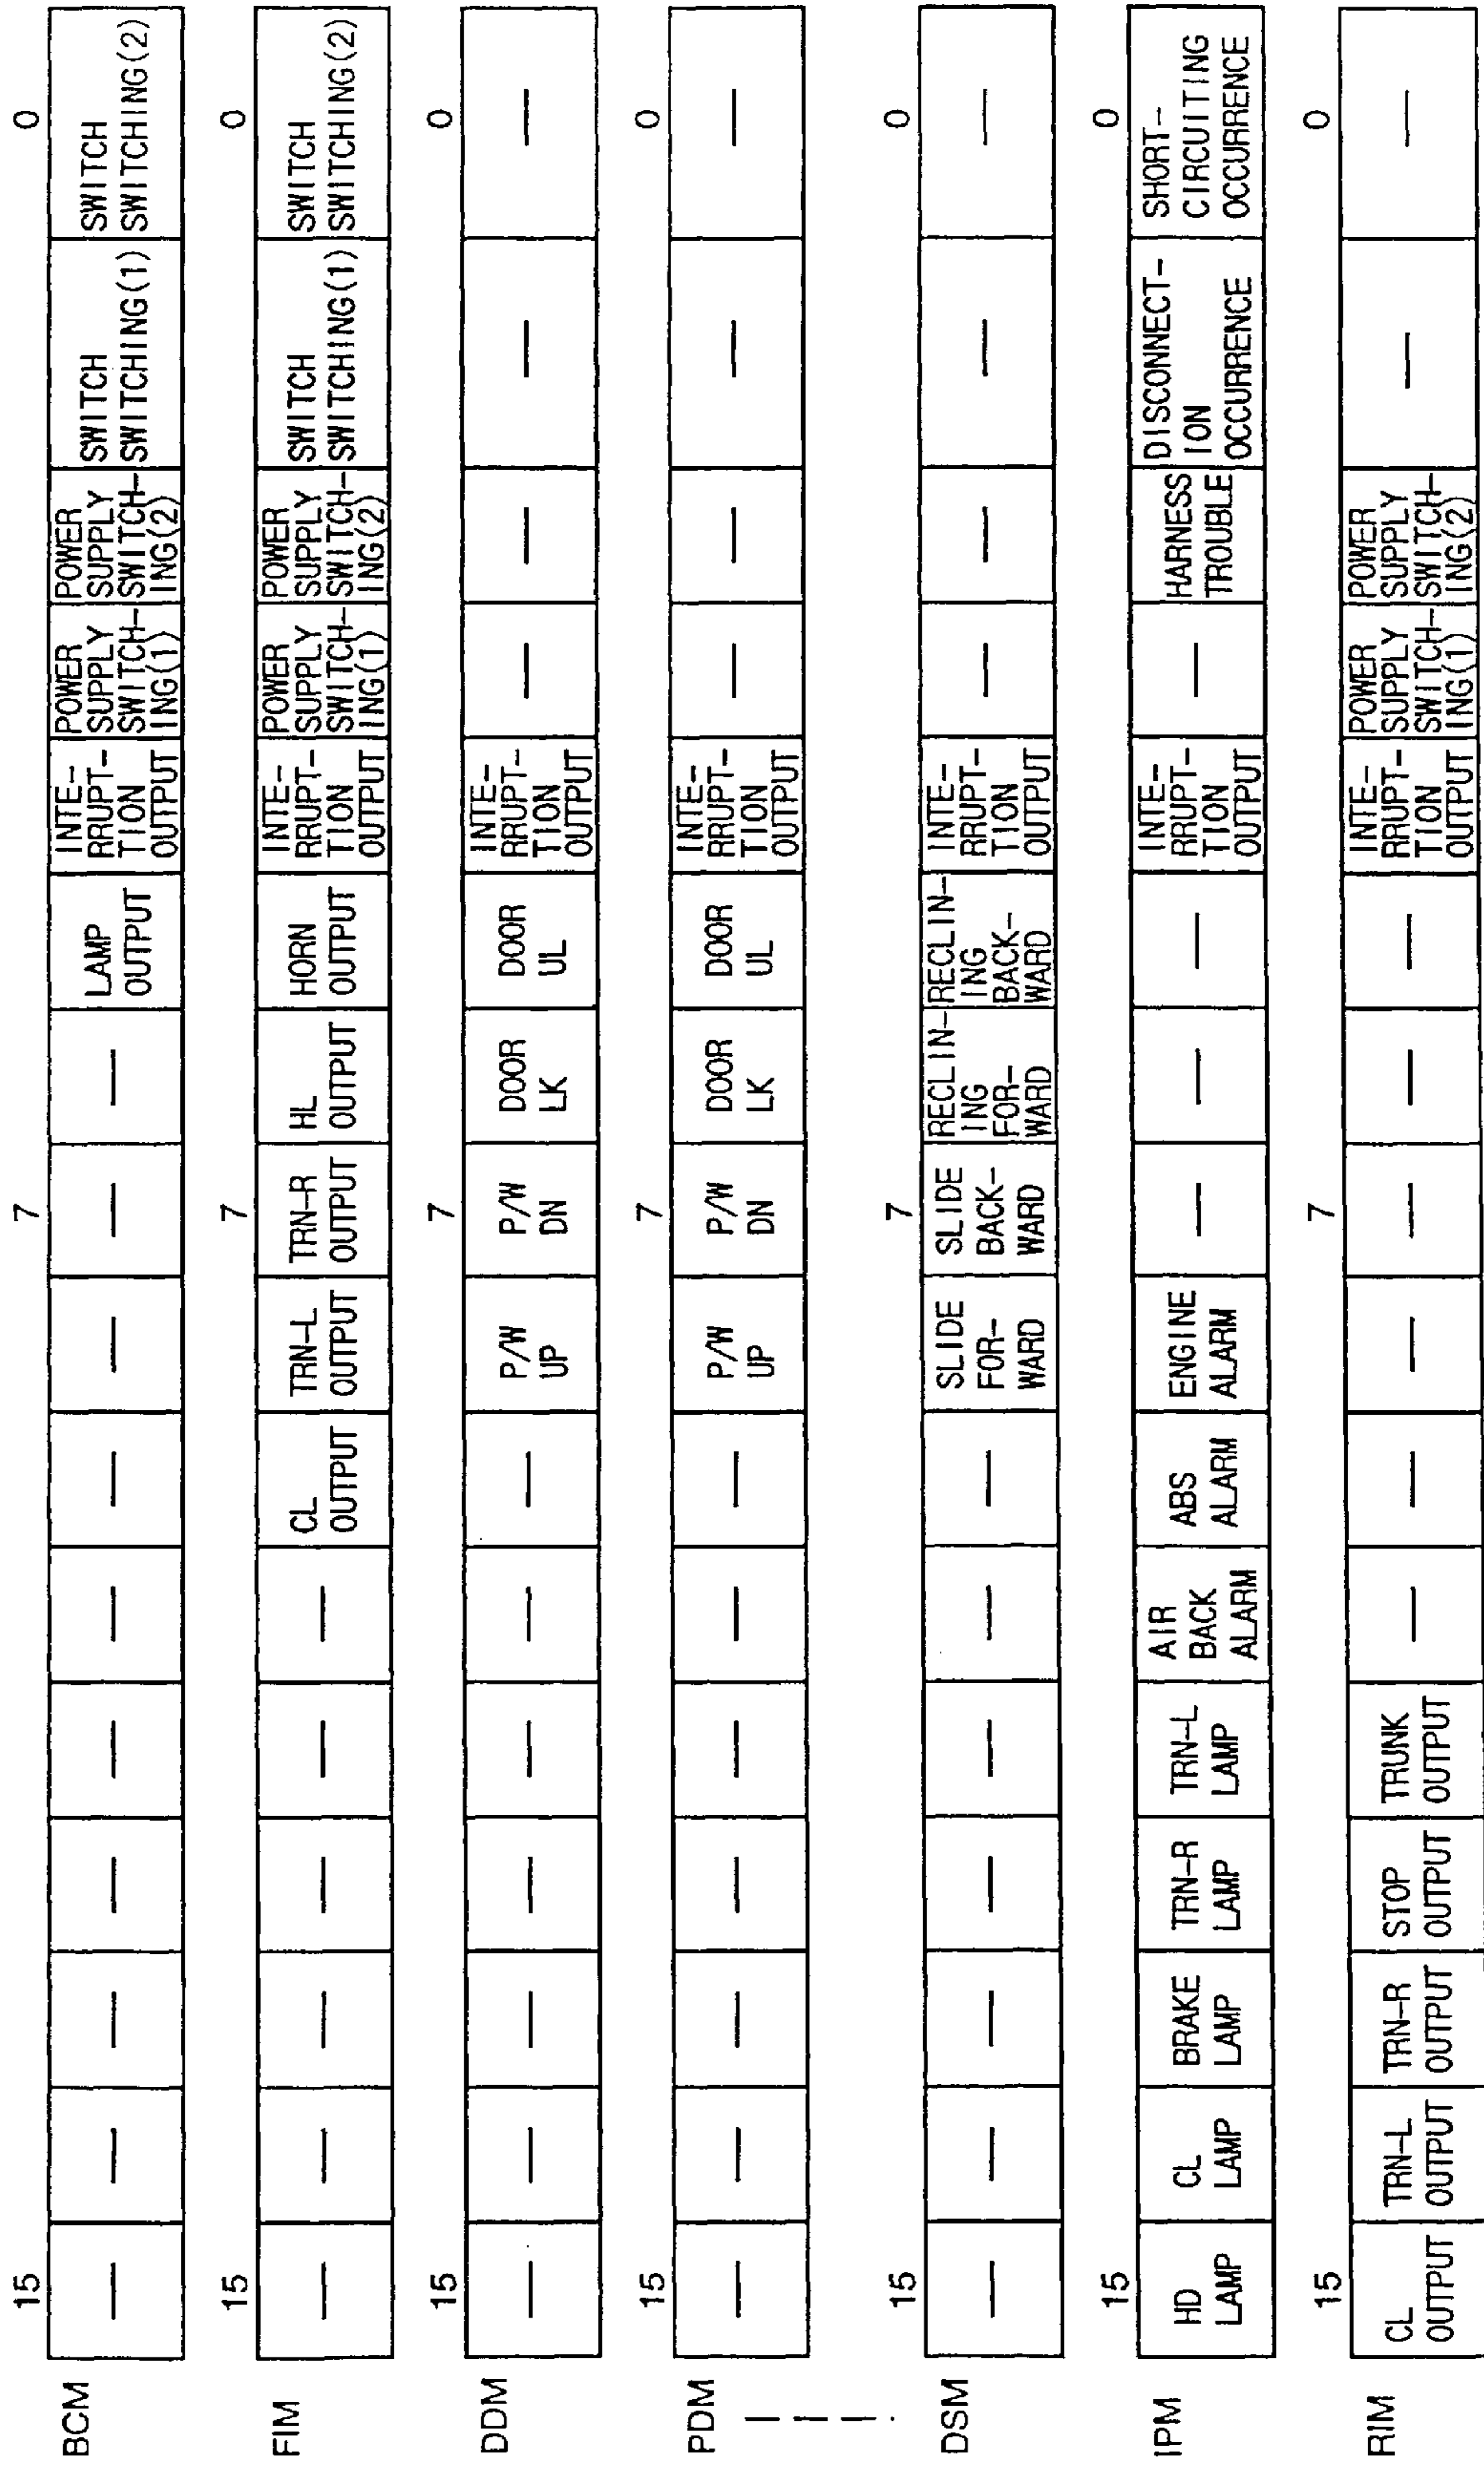 15 7 0
BCM
—
—
—
—
—
—
—
—
—
—
LAMP
OUTPUT
INTE-
RRUPT-
TION
OUTPUT
POWER
SUPPLY
SWITCH-
ING(1)
POWER
SUPPLY
SWITCH-
ING(2)
SWITCH
SWITCHING(1)
SWITCH
SWITCHING(2)
15 7 0
FIM
—
—
—
—
—
—
CL
OUTPUT
TRN-L
OUTPUT
TRN-R
OUTPUT
HL
OUTPUT
HORN
OUTPUT
INTE-
RRUPT-
TION
OUTPUT
POWER
SUPPLY
SWITCH-
ING(1)
POWER
SUPPLY
SWITCH-
ING(2)
SWITCH
SWITCHING(1)
SWITCH
SWITCHING(2)
15 7 0
DDM
—
—
—
—
—
—
—
P/W
UP
P/W
DN
DOOR
LK
DOOR
UL
INTE-
RRUPT-
TION
OUTPUT
—
—
—
—
15 7 0
PDM
—
—
—
—
—
—
—
P/W
UP
P/W
DN
DOOR
LK
DOOR
UL
INTE-
RRUPT-
TION
OUTPUT
—
—
—
—
15 7 0
DSM
—
—
—
—
—
—
—
SLIDE
FOR-
WARD
SLIDE
BACK-
WARD
RECLIN-
ING
FOR-
WARD
RECLIN-
ING
BACK-
WARD
INTE-
RRUPT-
TION
OUTPUT
—
—
—
—
15 0
IPM
HD
LAMP
CL
LAMP
BRAKE
LAMP
TRN-R
LAMP
TRN-L
LAMP
AIR
BACK
ALARM
ABS
ALARM
ENGINE
ALARM
—
—
—
INTE-
RRUPT-
TION
OUTPUT
—
HARNESS
TROUBLE
DISCONNECT-
ION
OCCURRENCE
SHORT-
CIRCUITING
OCCURRENCE
15 7 0
RIM
CL
OUTPUT
TRN-L
OUTPUT
TRN-R
OUTPUT
STOP
OUTPUT
TRUNK
OUTPUT
—
—
—
—
—
—
INTE-
RRUPT-
TION
OUTPUT
POWER
SUPPLY
SWITCH-
ING(1)
POWER
SUPPLY
SWITCH-
ING(2)
—
—